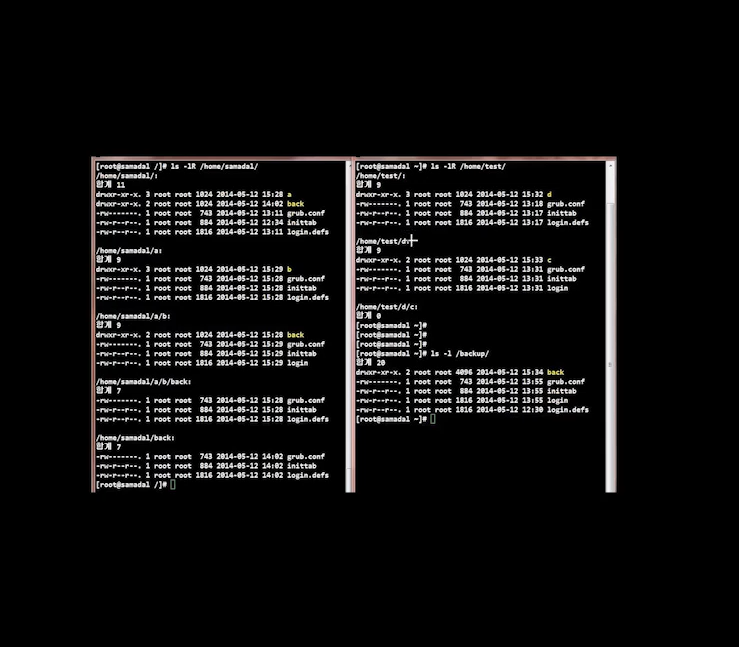 [root@samadal /]# ls -lR /home/samadal/
/home/samadal/:
합계 11
drwxr-xr-x. 3 root root 1024 2014-05-12 15:28 a
drwxr-xr-x. 2 root root 1024 2014-05-12 14:02 back
-rw-------. 1 root root  743 2014-05-12 13:11 grub.conf
-rw-r--r--. 1 root root  884 2014-05-12 12:34 inittab
-rw-r--r--. 1 root root 1816 2014-05-12 13:11 login.defs
/home/samadal/a:
합계 9
drwxr-xr-x. 3 root root 1024 2014-05-12 15:29 b
-rw-------. 1 root root  743 2014-05-12 15:28 grub.conf
-rw-r--r--. 1 root root  884 2014-05-12 15:28 inittab
-rw-r--r--. 1 root root 1816 2014-05-12 15:28 login.defs
/home/samadal/a/b:
합계 9
drwxr-xr-x. 2 root root 1024 2014-05-12 15:28 back
-rw-------. 1 root root  743 2014-05-12 15:29 grub.conf
-rw-r--r--. 1 root root  884 2014-05-12 15:29 inittab
-rw-r--r--. 1 root root 1816 2014-05-12 15:29 login
/home/samadal/a/b/back:
합계 7
-rw-------. 1 root root  743 2014-05-12 15:28 grub.conf
-rw-r--r--. 1 root root  884 2014-05-12 15:28 inittab
-rw-r--r--. 1 root root 1816 2014-05-12 15:28 login.defs
/home/samadal/back:
합계 7
-rw-------. 1 root root  743 2014-05-12 14:02 grub.conf
-rw-r--r--. 1 root root  884 2014-05-12 14:02 inittab
-rw-r--r--. 1 root root 1816 2014-05-12 14:02 login.defs
[root@samadal /]#
[root@samadal ~]# ls -lR /home/test/
/home/test/:
합계 9
drwxr-xr-x. 3 root root 1024 2014-05-12 15:32 d
-rw-------. 1 root root  743 2014-05-12 13:18 grub.conf
-rw-r--r--. 1 root root  884 2014-05-12 13:17 inittab
-rw-r--r--. 1 root root 1816 2014-05-12 13:17 login.defs
/home/test/d:
합계 9
drwxr-xr-x. 2 root root 1024 2014-05-12 15:33 c
-rw-------. 1 root root  743 2014-05-12 13:31 grub.conf
-rw-r--r--. 1 root root  884 2014-05-12 13:31 inittab
-rw-r--r--. 1 root root 1816 2014-05-12 13:31 login
/home/test/d/c:
합계 0
[root@samadal ~]#
[root@samadal ~]#
[root@samadal ~]#
[root@samadal ~]# ls -l /backup/
합계 20
drwxr-xr-x. 2 root root 4096 2014-05-12 15:34 back
-rw-------. 1 root root  743 2014-05-12 13:55 grub.conf
-rw-r--r--. 1 root root  884 2014-05-12 13:55 inittab
-rw-r--r--. 1 root root 1816 2014-05-12 13:55 login
-rw-r--r--. 1 root root 1816 2014-05-12 12:30 login.defs
[root@samadal ~]#